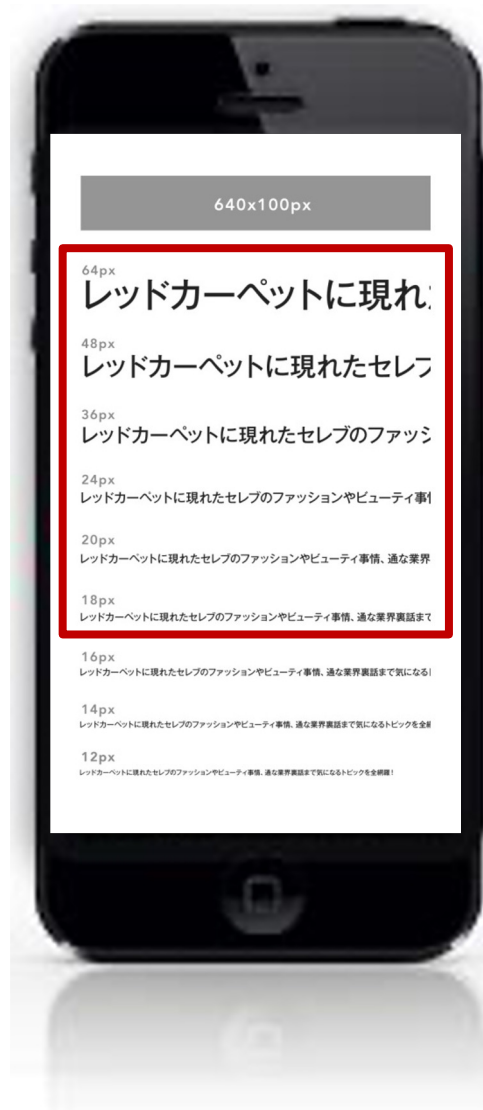 640x100px
64px
レッドカーペットに現れ
48px
レッドカーペットに現れたセレブ
36px
レッドカーペットに現れたセレブのファッシ
24px
レッドカーペットに現れたセレブのファッションやビューティ事情
20px
レッドカーペットに現れたセレブのファッションやビューティ事情、通な業界
18px
レッドカーペットに現れたセレブのファッションやビューティ事情、通な業界裏話まで
16px
レッドカーペットに現れたセレブのファッションやビューティ事情、通な業界裏話まで気になる
14px
レッドカーペットに現れたセレブのファッションやビューティ事情、通な業界裏話まで気になるトピックを全網
12px
レッドカーペットに現れたセレブのファッションやビューティ事情、通な業界裏話まで気になるトピックを全網羅!